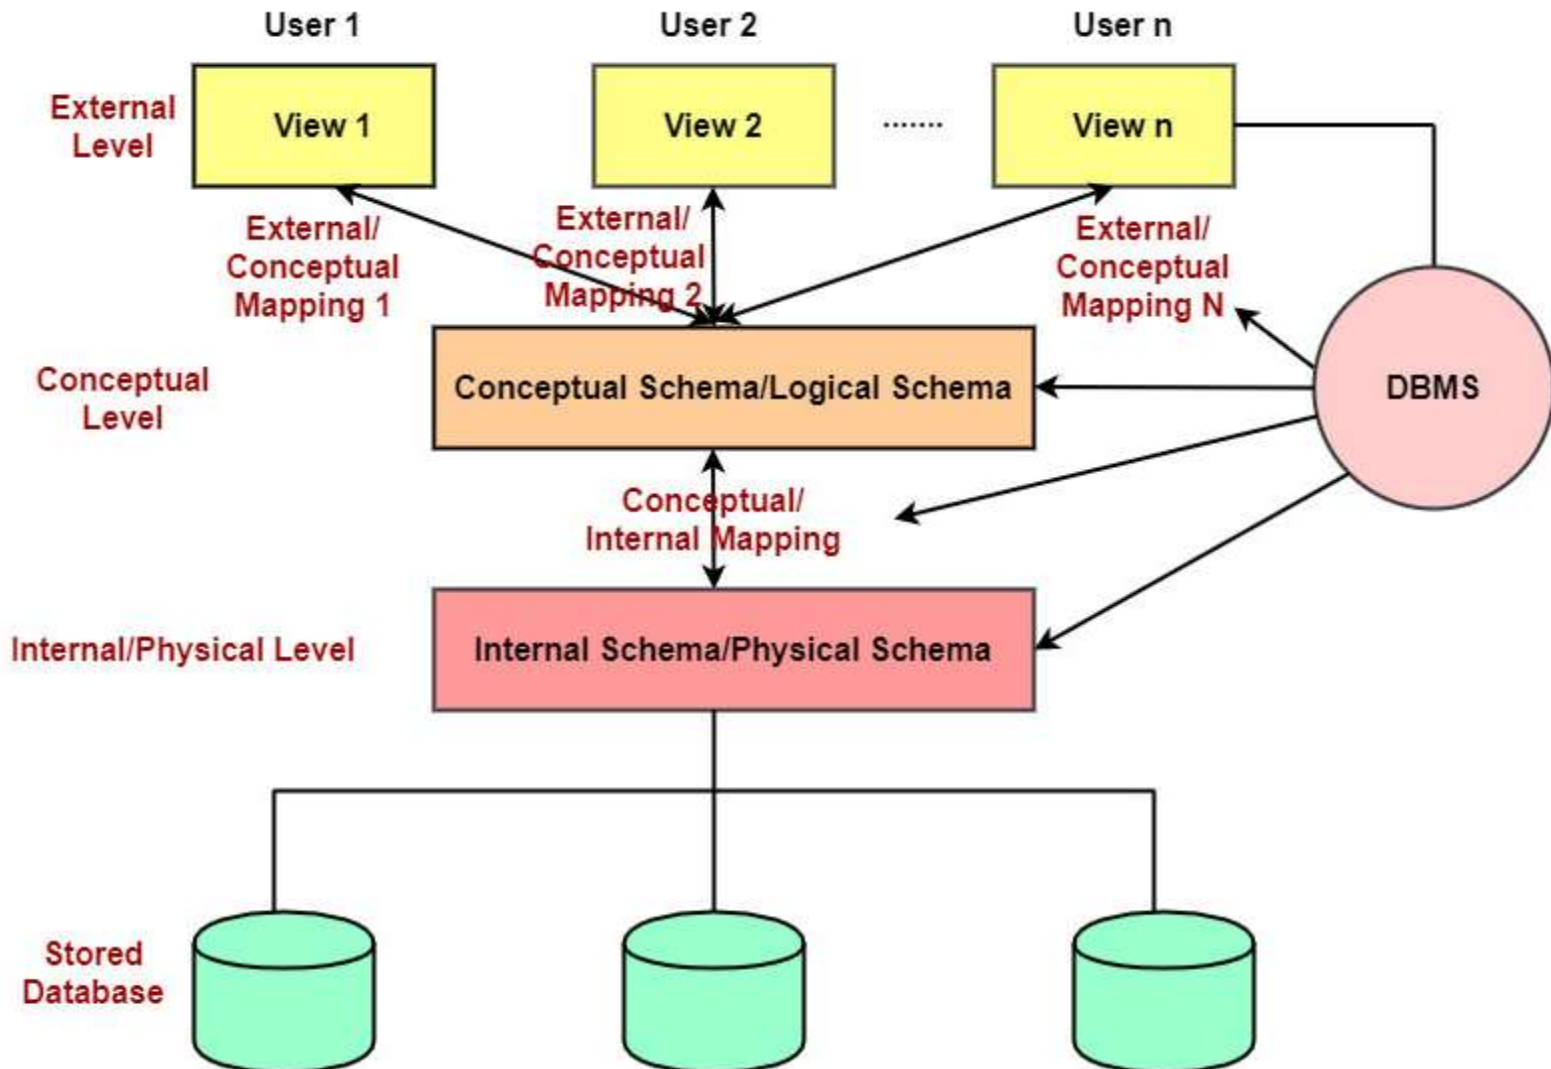 User 1
User 2
User n
External
Level
View 1
View 2
.......
View n
External/
Conceptual
Mapping 1
External/
Conceptual
Mapping 2
External/
Conceptual
Mapping N
Conceptual
Level
Conceptual Schema/Logical Schema
DBMS
Conceptual/
Internal Mapping
Internal/Physical Level
Internal Schema/Physical Schema
Stored
Database